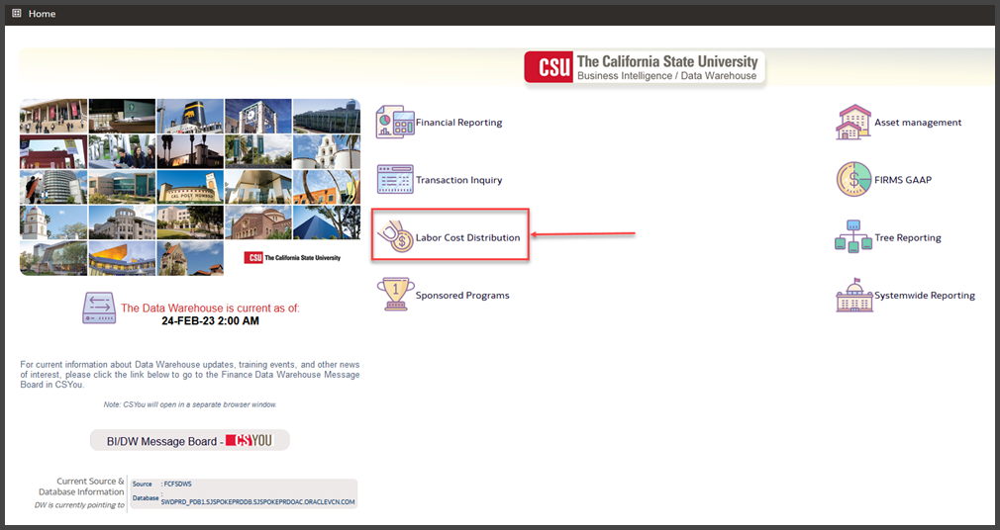 Home
CSU The California State University
Business Intelligence / Data Warehouse
Financial Reporting
Asset management
Transaction Inquiry
FIRMS GAAP
CAL POLY HUMBOLDT
Labor Cost Distribution
Tree Reporting
CSU The California State University
1
Sponsored Programs
Systemwide Reporting
The Data Warehouse is current as of:
24-FEB-23 2:00 AM
For current information about Data Warehouse updates, training events, and other news
of interest, please click the link below to go to the Finance Data Warehouse Message
Board in CSYou.
Note: CSYou will open in a separate browser window.
BI/DW Message Board - CSYOU
Current Source &
Database Information
DW is currently pointing to
Source : FCFSDWS
Database :
SWDPRD_PDB1.SJSPOKEPRDDB.SJSPOKEPRDOAC.ORACLEVCN.COM